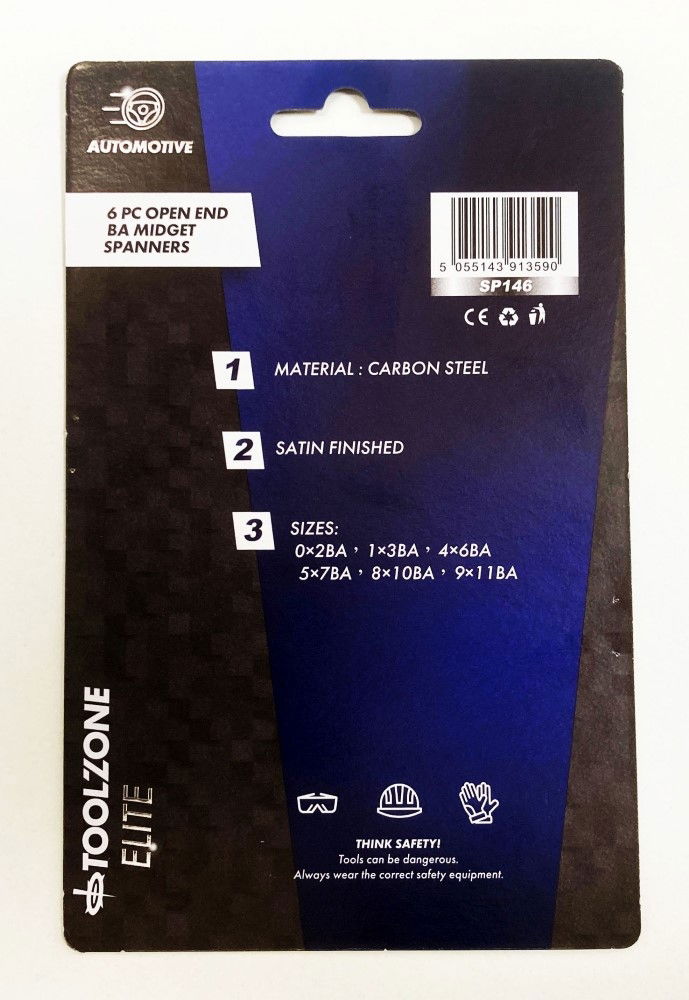 AUTOMOTIVE
6 PC OPEN END
BA MIDGET
SPANNERS
5 055143 913590
SP146
CE
1 MATERIAL : CARBON STEEL
2 SATIN FINISHED
3 SIZES:
0×2BA，1×3BA，4×6BA
5×7BA，8×10BA，9×11BA
TOOLZONE
ELITE
THINK SAFETY!
Tools can be dangerous.
Always wear the correct safety equipment.